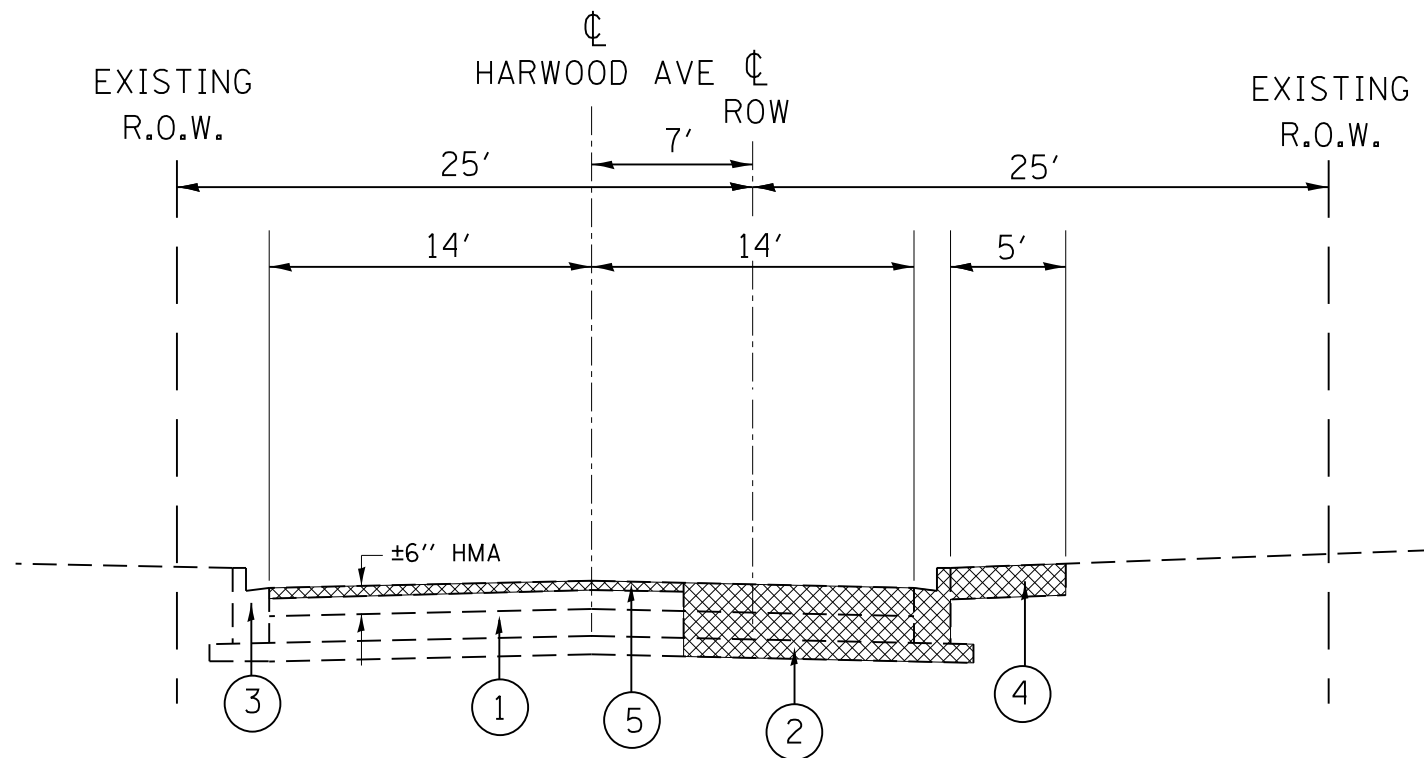 ℄
HARWOOD AVE
℄
ROW
EXISTING
R.O.W.
EXISTING
R.O.W.
7′
25′
25′
14′
14′
5′
±6″ HMA
3
1
5
2
4